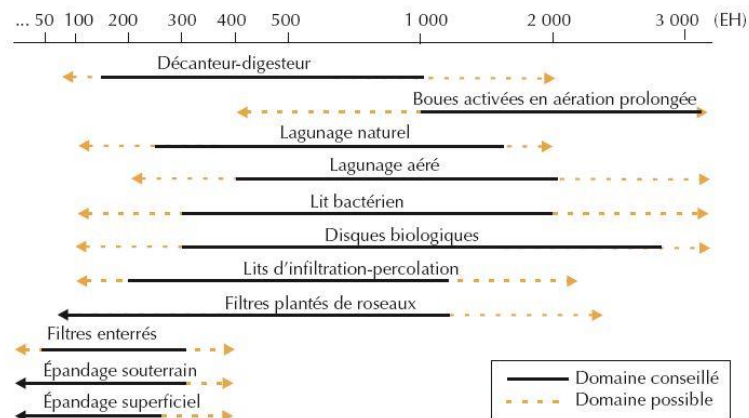 ... 50 100 200 300 400 500 1 000 2 000 3 000 (EH)
Décanteur-digesteur
Boues activées en aération prolongée
Lagunage naturel
Lagunage aéré
Lit bactérien
Disques biologiques
Lits d'infiltration-percolation
Filtres plantés de roseaux
Filtres enterrés
Épandage souterrain
Épandage superficiel
Domaine conseillé
Domaine possible